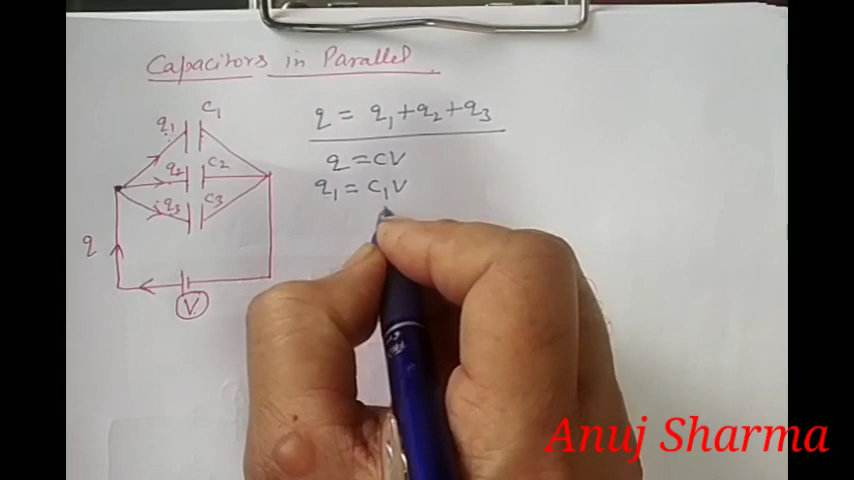 Capacitors in Parallel
C₁
q₁
q = q₁+q₂+q₃
q₂
C₂
q = CV
q₃
C₃
q₁ = C₁V
q
V
Anuj Sharma